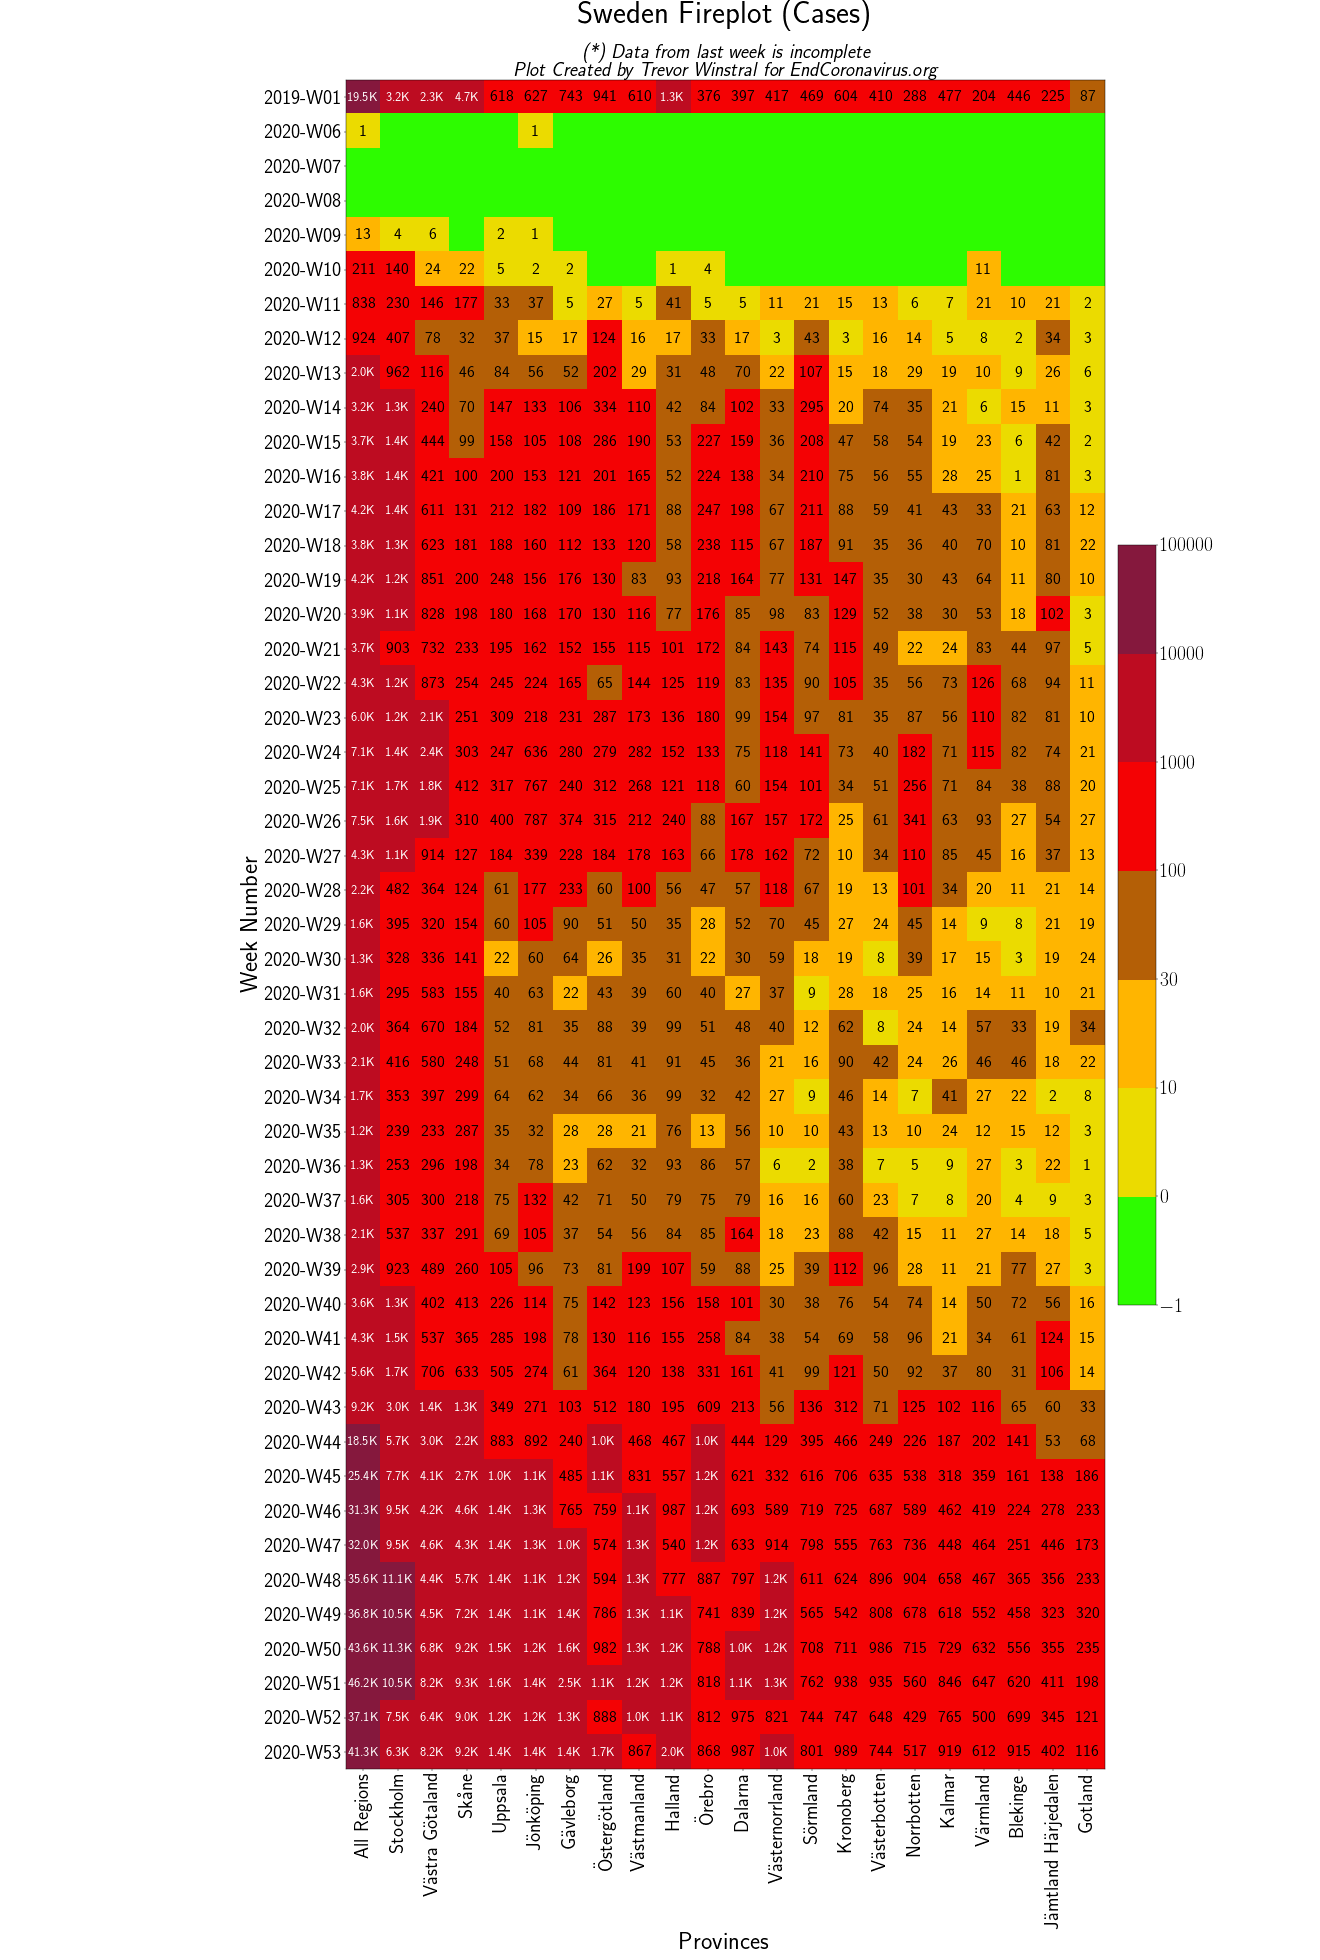 Sweden Fireplot (Cases)
(*) Data from last week is incomplete
Plot Created by Trevor Winstral for EndCoronavirus.org
2019-W01 19.5K 3.2K 2.3K 4.7K 618 627 743 941 610 1.3K 376 397 417 469 604 410 288 477 204 446 225 87
2020-W06 1 1
2020-W07
2020-W08
2020-W09 13 4 6 2 1
2020-W10 211 140 24 22 5 2 2 1 4 11
2020-W11 838 230 146 177 33 37 5 27 5 41 5 5 11 21 15 13 6 7 21 10 21 2
2020-W12 924 407 78 32 37 15 17 124 16 17 33 17 3 43 3 16 14 5 8 2 34 3
2020-W13 2.0K 962 116 46 84 56 52 202 29 31 48 70 22 107 15 18 29 19 10 9 26 6
2020-W14 3.2K 1.3K 240 70 147 133 106 334 110 42 84 102 33 295 20 74 35 21 6 15 11 3
2020-W15 3.7K 1.4K 444 99 158 105 108 286 190 53 227 159 36 208 47 58 54 19 23 6 42 2
2020-W16 3.8K 1.4K 421 100 200 153 121 201 165 52 224 138 34 210 75 56 55 28 25 1 81 3
2020-W17 4.2K 1.4K 611 131 212 182 109 186 171 88 247 198 67 211 88 59 41 43 33 21 63 12
2020-W18 3.8K 1.3K 623 181 188 160 112 133 120 58 238 115 67 187 91 35 36 40 70 10 81 22
2020-W19 4.2K 1.2K 851 200 248 156 176 130 83 93 218 164 77 131 147 35 30 43 64 11 80 10
2020-W20 3.9K 1.1K 828 198 180 168 170 130 116 77 176 85 98 83 129 52 38 30 53 18 102 3
2020-W21 3.7K 903 732 233 195 162 152 155 115 101 172 84 143 74 115 49 22 24 83 44 97 5
2020-W22 4.3K 1.2K 873 254 245 224 165 65 144 125 119 83 135 90 105 35 56 73 126 68 94 11
2020-W23 6.0K 1.2K 2.1K 251 309 218 231 287 173 136 180 99 154 97 81 35 87 56 110 82 81 10
2020-W24 7.1K 1.4K 2.4K 303 247 636 280 279 282 152 133 75 118 141 73 40 182 71 115 82 74 21
2020-W25 7.1K 1.7K 1.8K 412 317 767 240 312 268 121 118 60 154 101 34 51 256 71 84 38 88 20
2020-W26 7.5K 1.6K 1.9K 310 400 787 374 315 212 240 88 167 157 172 25 61 341 63 93 27 54 27
2020-W27 4.3K 1.1K 914 127 184 339 228 184 178 163 66 178 162 72 10 34 110 85 45 16 37 13
2020-W28 2.2K 482 364 124 61 177 233 60 100 56 47 57 118 67 19 13 101 34 20 11 21 14
2020-W29 1.6K 395 320 154 60 105 90 51 50 35 28 52 70 45 27 24 45 14 9 8 21 19
2020-W30 1.3K 328 336 141 22 60 64 26 35 31 22 30 59 18 19 8 39 17 15 3 19 24
2020-W31 1.6K 295 583 155 40 63 22 43 39 60 40 27 37 9 28 18 25 16 14 11 10 21
2020-W32 2.0K 364 670 184 52 81 35 88 39 99 51 48 40 12 62 8 24 14 57 33 19 34
2020-W33 2.1K 416 580 248 51 68 44 81 41 91 45 36 21 16 90 42 24 26 46 46 18 22
2020-W34 1.7K 353 397 299 64 62 34 66 36 99 32 42 27 9 46 14 7 41 27 22 2 8
2020-W35 1.2K 239 233 287 35 32 28 28 21 76 13 56 10 10 43 13 10 24 12 15 12 3
2020-W36 1.3K 253 296 198 34 78 23 62 32 93 86 57 6 2 38 7 5 9 27 3 22 1
2020-W37 1.6K 305 300 218 75 132 42 71 50 79 75 79 16 16 60 23 7 8 20 4 9 3
2020-W38 2.1K 537 337 291 69 105 37 54 56 84 85 164 18 23 88 42 15 11 27 14 18 5
2020-W39 2.9K 923 489 260 105 96 73 81 199 107 59 88 25 39 112 96 28 11 21 77 27 3
2020-W40 3.6K 1.3K 402 413 226 114 75 142 123 156 158 101 30 38 76 54 74 14 50 72 56 16
2020-W41 4.3K 1.5K 537 365 285 198 78 130 116 155 258 84 38 54 69 58 96 21 34 61 124 15
2020-W42 5.6K 1.7K 706 633 505 274 61 364 120 138 331 161 41 99 121 50 92 37 80 31 106 14
2020-W43 9.2K 3.0K 1.4K 1.3K 349 271 103 512 180 195 609 213 56 136 312 71 125 102 116 65 60 33
2020-W44 18.5K 5.7K 3.0K 2.2K 883 892 240 1.0K 468 467 1.0K 444 129 395 466 249 226 187 202 141 53 68
2020-W45 25.4K 7.7K 4.1K 2.7K 1.0K 1.1K 485 1.1K 831 557 1.2K 621 332 616 706 635 538 318 359 161 138 186
2020-W46 31.3K 9.5K 4.2K 4.6K 1.4K 1.3K 765 759 1.1K 987 1.2K 693 589 719 725 687 589 462 419 224 278 233
2020-W47 32.0K 9.5K 4.6K 4.3K 1.4K 1.3K 1.0K 574 1.3K 540 1.2K 633 914 798 555 763 736 448 464 251 446 173
2020-W48 35.6K 11.1K 4.4K 5.7K 1.4K 1.1K 1.2K 594 1.3K 777 887 797 1.2K 611 624 896 904 658 467 365 356 233
2020-W49 36.8K 10.5K 4.5K 7.2K 1.4K 1.1K 1.4K 786 1.3K 1.1K 741 839 1.2K 565 542 808 678 618 552 458 323 320
2020-W50 43.6K 11.3K 6.8K 9.2K 1.5K 1.2K 1.6K 982 1.3K 1.2K 788 1.0K 1.2K 708 711 986 715 729 632 556 355 235
2020-W51 46.2K 10.5K 8.2K 9.3K 1.6K 1.4K 2.5K 1.1K 1.2K 1.2K 818 1.1K 1.3K 762 938 935 560 846 647 620 411 198
2020-W52 37.1K 7.5K 6.4K 9.0K 1.2K 1.2K 1.3K 888 1.0K 1.1K 812 975 821 744 747 648 429 765 500 699 345 121
2020-W53 41.3K 6.3K 8.2K 9.2K 1.4K 1.4K 1.4K 1.7K 867 2.0K 868 987 1.0K 801 989 744 517 919 612 915 402 116
Week Number
100000
10000
1000
100
30
10
0
−1
All Regions
Stockholm
Västra Götaland
Skåne
Uppsala
Jönköping
Gävleborg
Östergötland
Västmanland
Halland
Örebro
Dalarna
Västernorrland
Sörmland
Kronoberg
Västerbotten
Norrbotten
Kalmar
Värmland
Blekinge
Jämtland Härjedalen
Gotland
Provinces